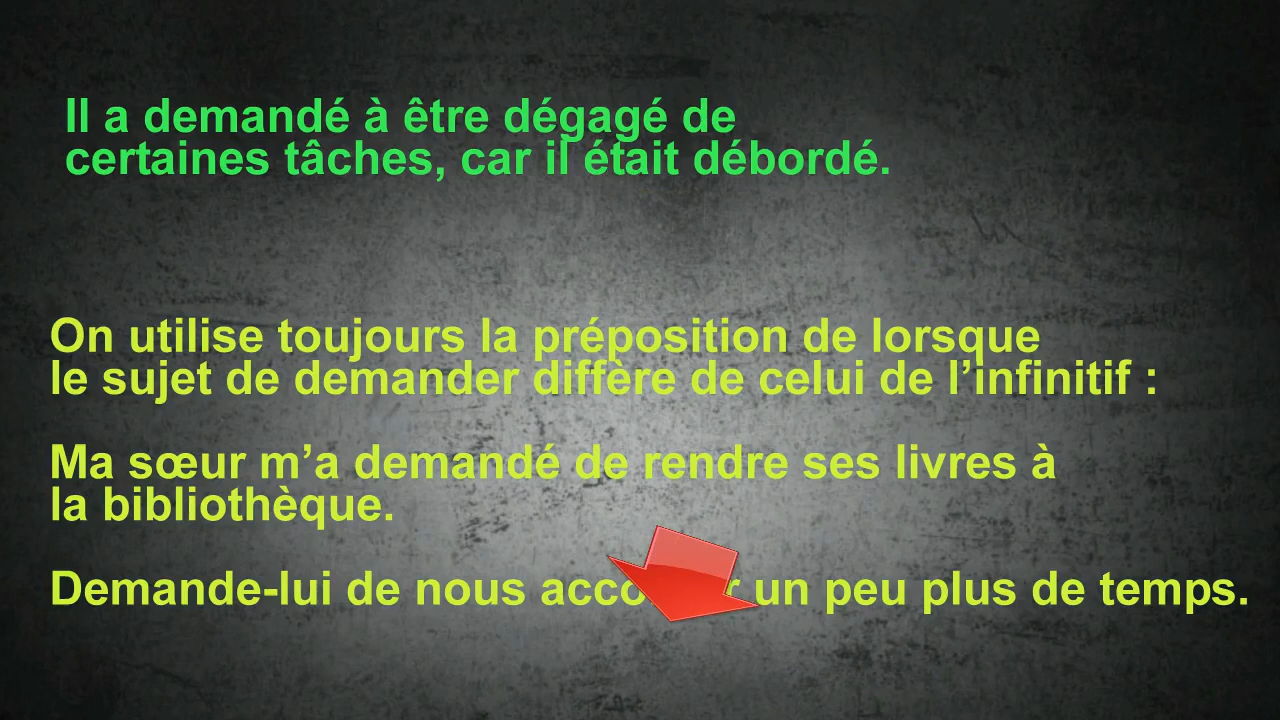 Il a demandé à être dégagé de
certaines tâches, car il était débordé.
On utilise toujours la préposition de lorsque
le sujet de demander diffère de celui de l’infinitif :
Ma sœur m’a demandé de rendre ses livres à
la bibliothèque.
Demande-lui de nous un peu plus de temps.